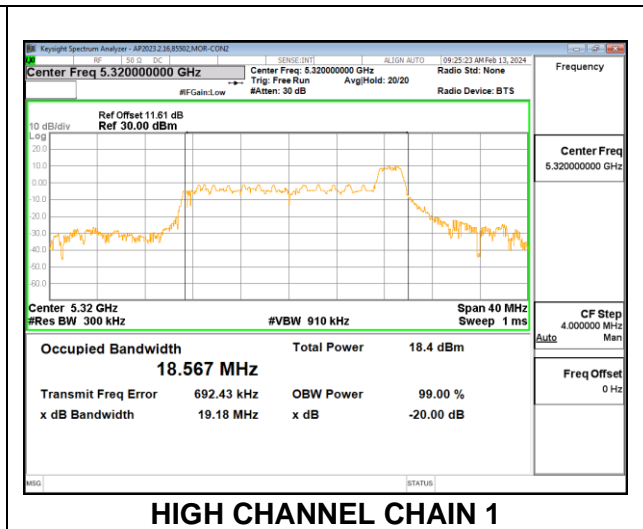 Keysight Spectrum Analyzer - AP2023.2.16,85502,MOR-CON2
RF 50 Ω DC SENSE:INT ALIGN AUTO 09:25:23 AM Feb 13, 2024
Center Freq 5.320000000 GHz
Center Freq: 5.320000000 GHz Radio Std: None
Trig: Free Run Avg|Hold: 20/20
#IFGain:Low #Atten: 30 dB Radio Device: BTS
Frequency
Ref Offset 11.61 dB
10 dB/div Ref 30.00 dBm
Log
20.0
10.0
0.00
-10.0
-20.0
-30.0
-40.0
-50.0
-60.0
Center 5.32 GHz Span 40 MHz
#Res BW 300 kHz #VBW 910 kHz Sweep 1 ms
Center Freq
5.320000000 GHz
CF Step
4.000000 MHz
Auto Man
Freq Offset
0 Hz
Occupied Bandwidth Total Power 18.4 dBm
18.567 MHz
Transmit Freq Error 692.43 kHz OBW Power 99.00 %
x dB Bandwidth 19.18 MHz x dB -20.00 dB
MSG STATUS
HIGH CHANNEL CHAIN 1